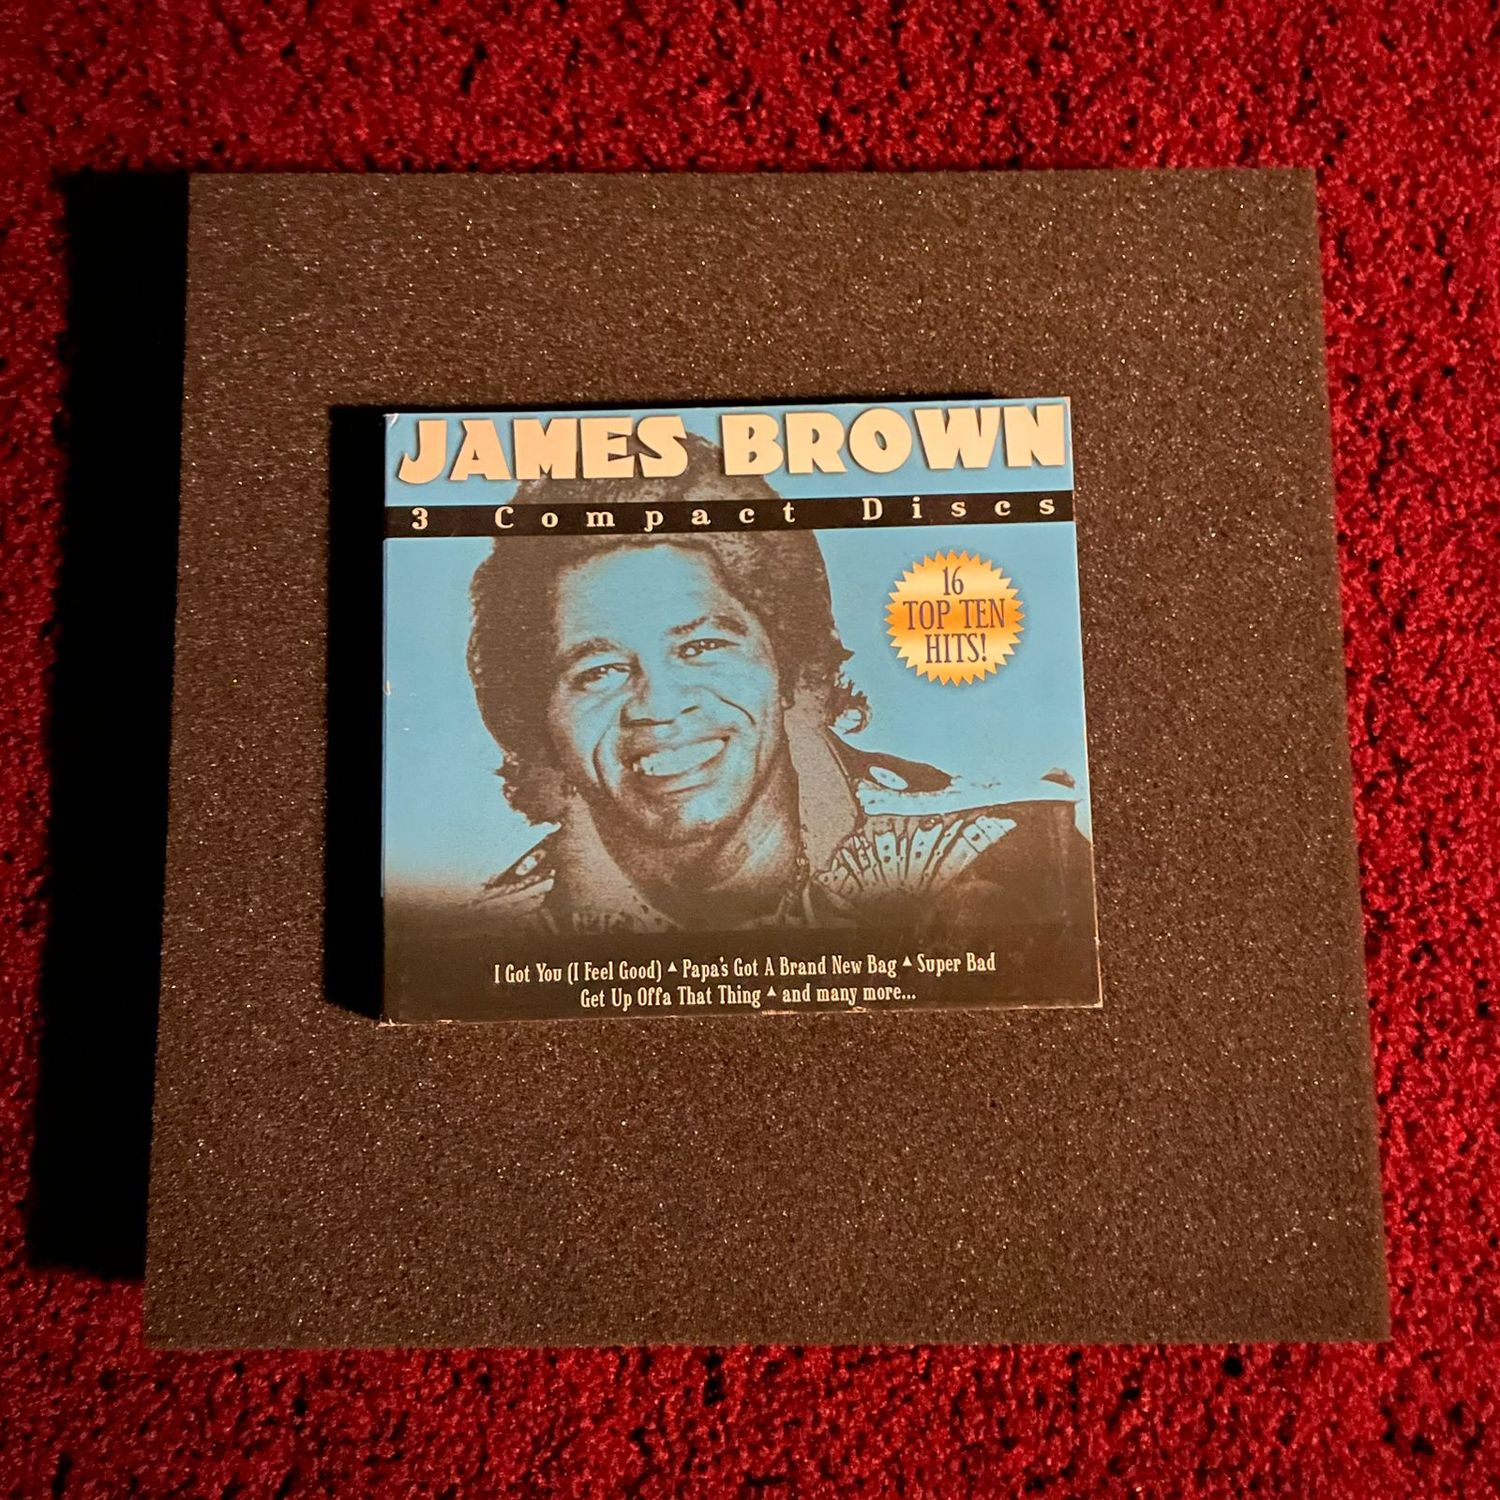 JAMES BROWN
3 Compact Discs
16
TOP TEN
HITS!
I Got You (I Feel Good) ▲ Papa's Got A Brand New Bag ▲ Super Bad
Get Up Offa That Thing ▲ and many more...